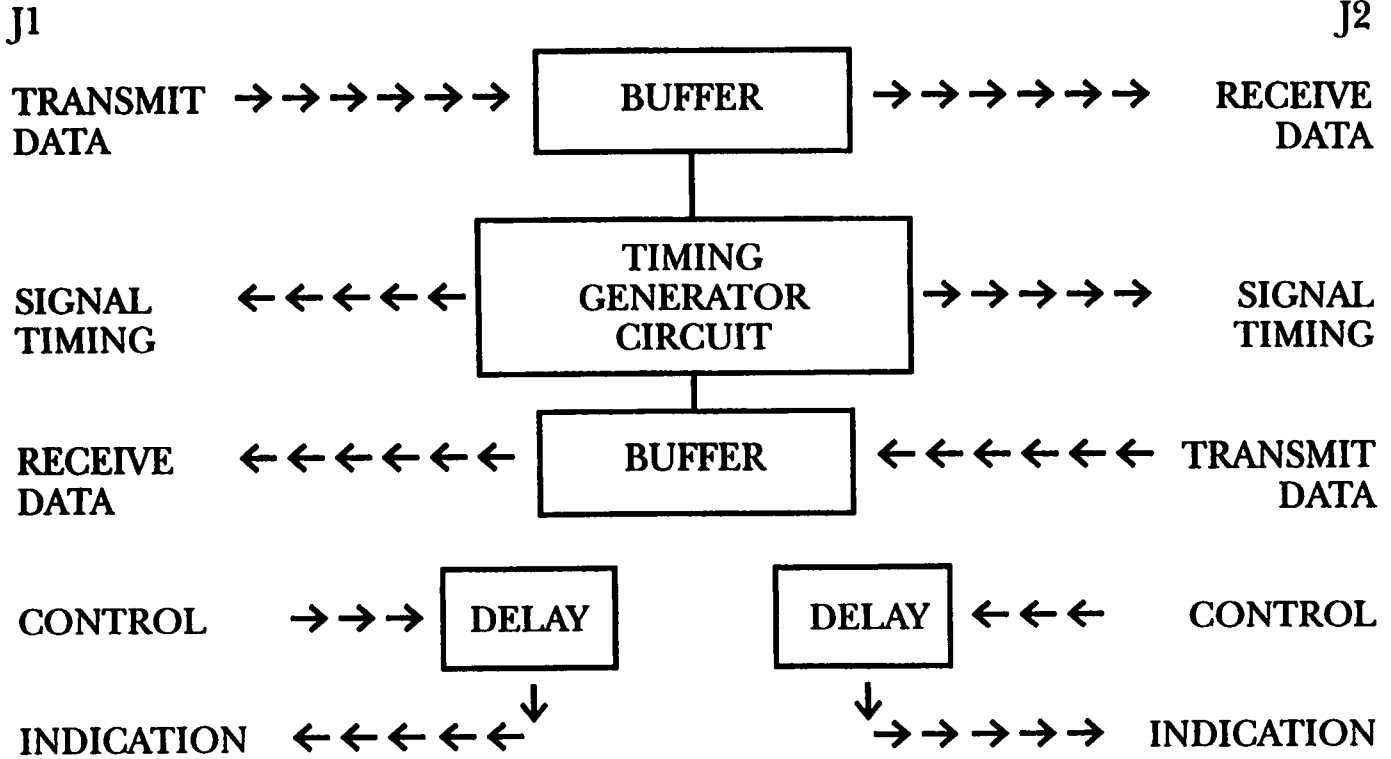 J1
J2
TRANSMIT
DATA
BUFFER
RECEIVE
DATA
SIGNAL
TIMING
TIMING
GENERATOR
CIRCUIT
SIGNAL
TIMING
RECEIVE
DATA
BUFFER
TRANSMIT
DATA
CONTROL
DELAY
DELAY
CONTROL
INDICATION
INDICATION